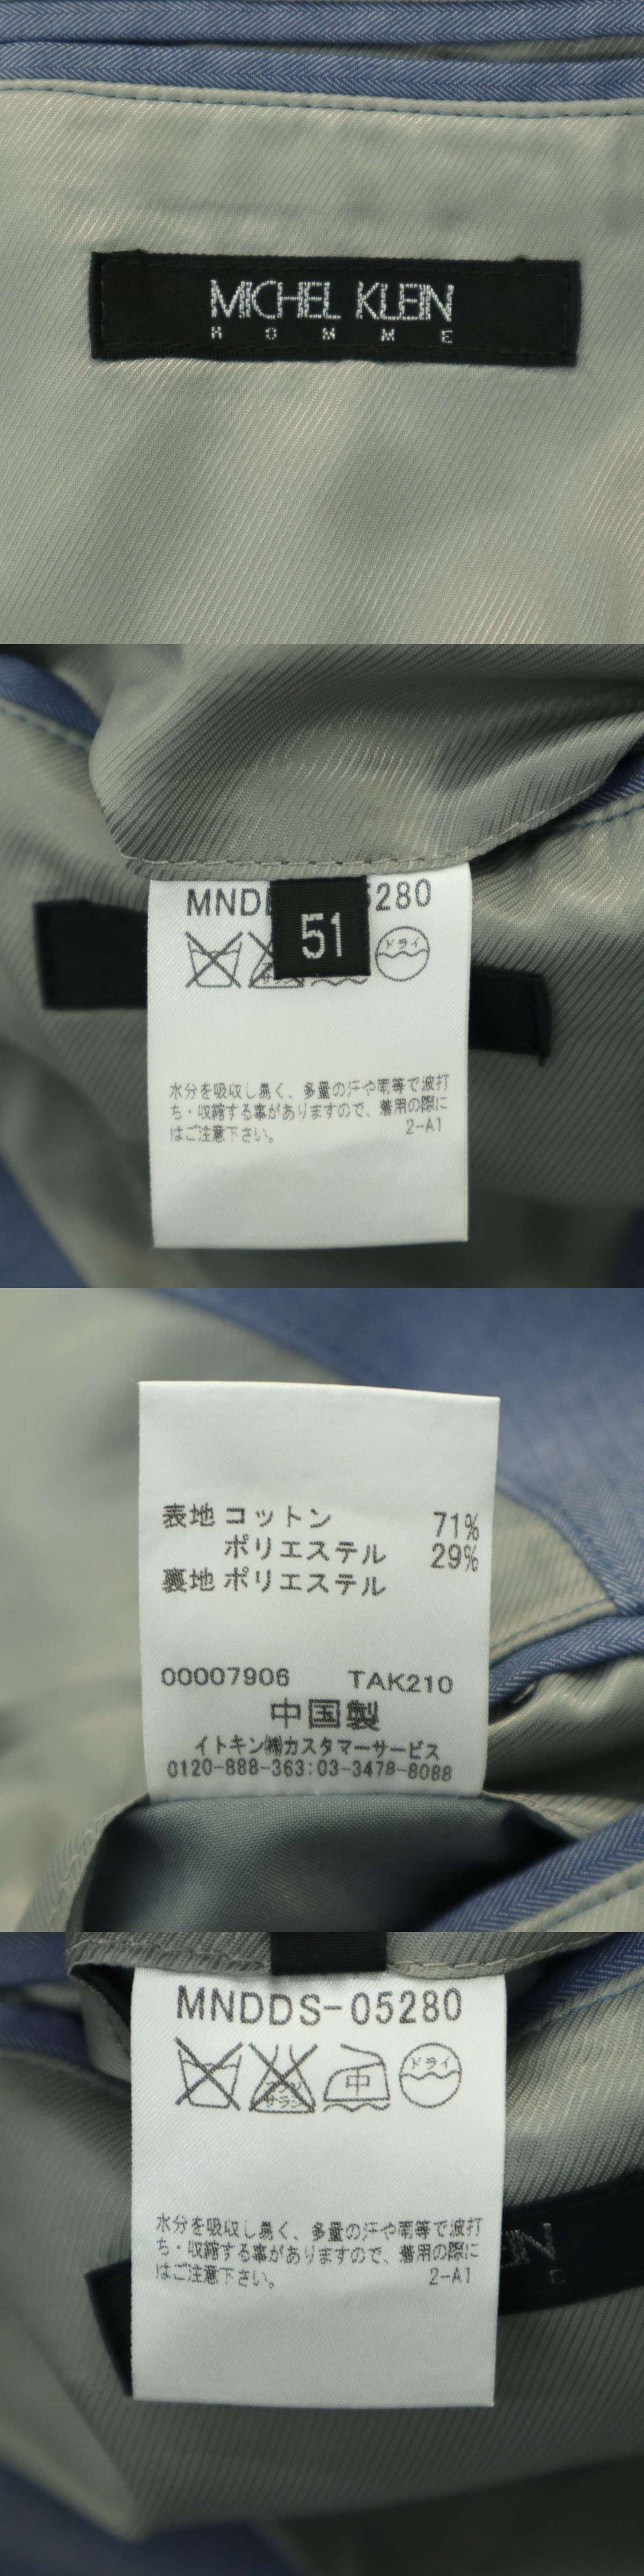 MICHEL KLEIN
HOMME
51
280
ドライ
水分を吸収し易く、多量の汗や雨等で波打
ち・収縮する事がありますので、着用の際に
はご注意下さい。 2-A1
表地 コットン 71%
ポリエステル 29%
裏地 ポリエステル
00007906 TAK210
中国製
イトキン㈱カスタマーサービス
0120-888-363:03-3478-8088
MNDDS-05280
中 ドライ
水分を吸収し易く、多量の汗や雨等で波打
ち・収縮する事がありますので、着用の際に
はご注意下さい。 2-A1